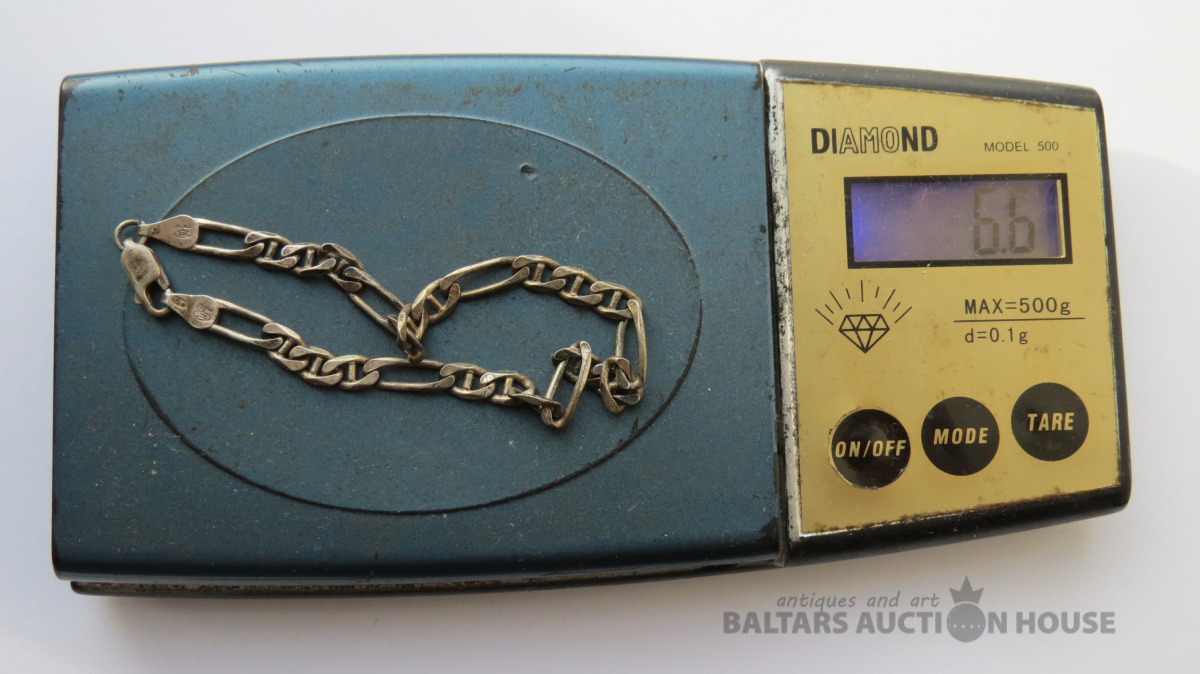 DIAMOND
MODEL 500
6.6
MAX=500g
d=0.1g
ON/OFF
MODE
TARE
antiques and art
BALTARS AUCTION HOUSE